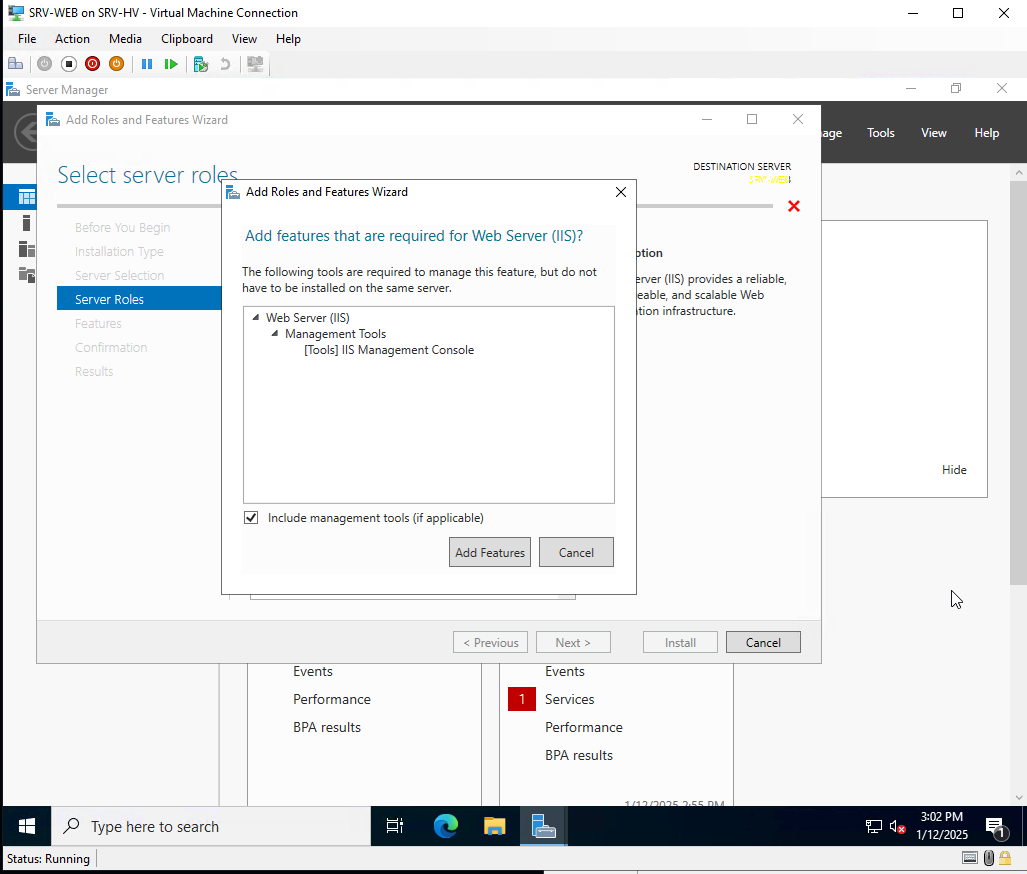 SRV-WEB on SRV-HV - Virtual Machine Connection
File Action Media Clipboard View Help
Server Manager
Tools View Help
Add Roles and Features Wizard
Select server roles
DESTINATION SERVER
SRV-WEB
Before You Begin
Installation Type
Server Selection
Server Roles
Features
Confirmation
Results
Add Roles and Features Wizard
Add features that are required for Web Server (IIS)?
The following tools are required to manage this feature, but do not
have to be installed on the same server.
Web Server (IIS)
Management Tools
[Tools] IIS Management Console
Include management tools (if applicable)
Add Features Cancel
(IIS) provides a reliable,
and scalable Web
infrastructure.
Hide
< Previous Next > Install Cancel
Events
Performance
BPA results
Events
1 Services
Performance
BPA results
1/12/2025 2:55 PM
Type here to search
3:02 PM
1/12/2025
1
Status: Running